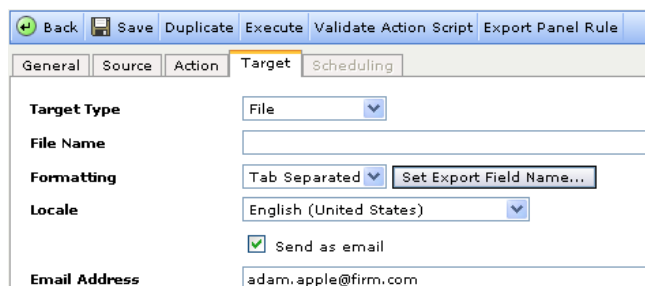 Back Save Duplicate Execute Validate Action Script Export Panel Rule
General Source Action Target Scheduling
Target Type File
File Name
Formatting Tab Separated Set Export Field Name...
Locale English (United States)
Send as email
Email Address adam.apple@firm.com